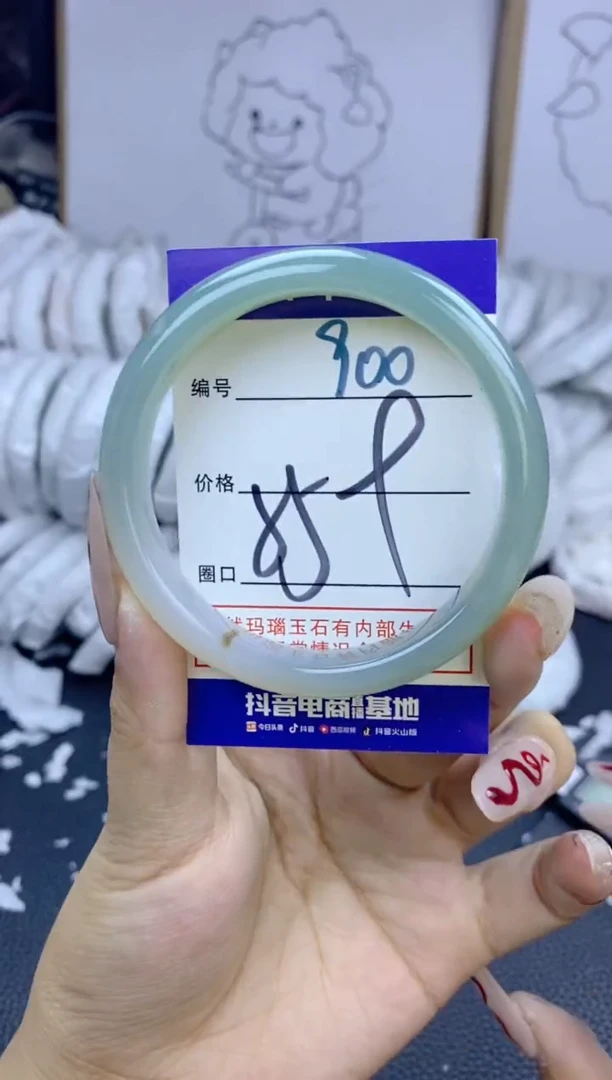 编号 900
价格
圈口
玛瑙玉石有内部生
情况
抖音电商直播基地
今日头条 抖音 西瓜视频 抖音火山版